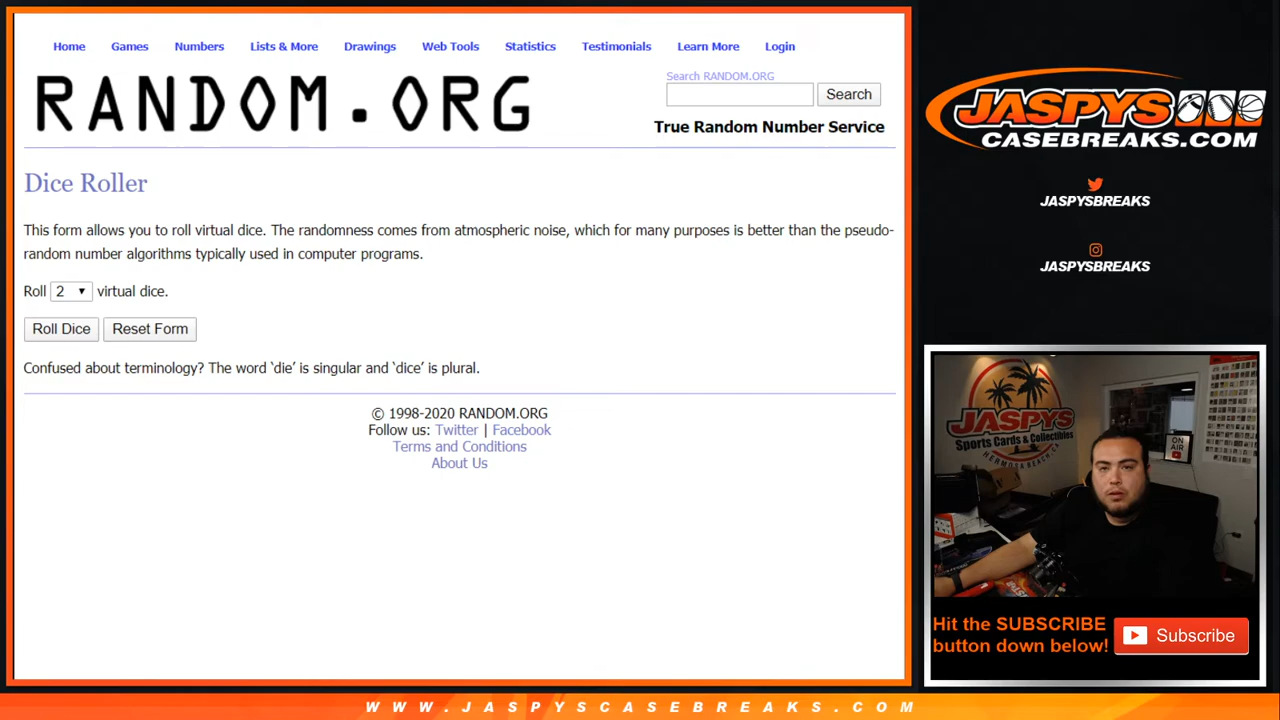 Home Games Numbers Lists & More Drawings Web Tools Statistics Testimonials Learn More Login
RANDOM.ORG
Search RANDOM.ORG
Search
True Random Number Service
Dice Roller
This form allows you to roll virtual dice. The randomness comes from atmospheric noise, which for many purposes is better than the pseudo-
random number algorithms typically used in computer programs.
Roll 2 virtual dice.
Roll Dice Reset Form
Confused about terminology? The word ‘die’ is singular and ‘dice’ is plural.
© 1998-2020 RANDOM.ORG
Follow us: Twitter | Facebook
Terms and Conditions
About Us
JASPYS
CASEBREAKS.COM
JASPYSBREAKS
JASPYSBREAKS
JASPYS
Sports Cards & Collectibles
HERMOSA BEACH, CA
ON
AIR
Hit the SUBSCRIBE
button down below!
Subscribe
WWW.JASPYSCASEBREAKS.COM